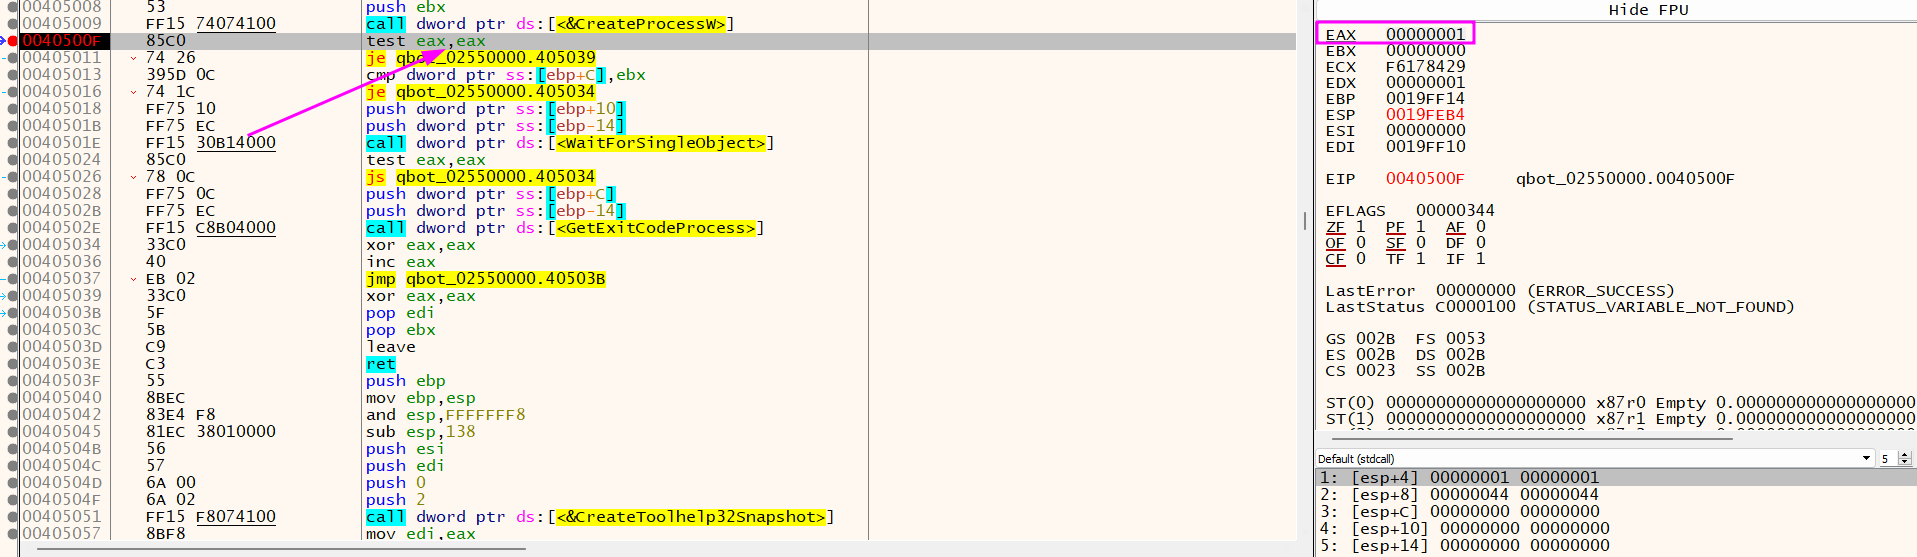 00405008 53 push ebx
00405009 FF15 74074100 call dword ptr ds:[<&CreateProcessW>]
0040500F 85C0 test eax,eax
00405011 74 26 je qbot_02550000.405039
00405013 395D 0C cmp dword ptr ss:[ebp+C],ebx
00405016 74 1C je qbot_02550000.405034
00405018 FF75 10 push dword ptr ss:[ebp+10]
0040501B FF75 EC push dword ptr ss:[ebp-14]
0040501E FF15 30B14000 call dword ptr ds:[<WaitForSingleObject>]
00405024 85C0 test eax,eax
00405026 78 0C js qbot_02550000.405034
00405028 FF75 0C push dword ptr ss:[ebp+C]
0040502B FF75 EC push dword ptr ss:[ebp-14]
0040502E FF15 C8B04000 call dword ptr ds:[<GetExitCodeProcess>]
00405034 33C0 xor eax,eax
00405036 40 inc eax
00405037 EB 02 jmp qbot_02550000.40503B
00405039 33C0 xor eax,eax
0040503B 5F pop edi
0040503C 5B pop ebx
0040503D C9 leave
0040503E C3 ret
0040503F 55 push ebp
00405040 8BEC mov ebp,esp
00405042 83E4 F8 and esp,FFFFFFF8
00405045 81EC 38010000 sub esp,138
0040504B 56 push esi
0040504C 57 push edi
0040504D 6A 00 push 0
0040504F 6A 02 push 2
00405051 FF15 F8074100 call dword ptr ds:[<&CreateToolhelp32Snapshot>]
00405057 8BF8 mov edi,eax
Hide FPU
EAX 00000001
EBX 00000000
ECX F6178429
EDX 00000001
EBP 0019FF14
ESP 0019FEB4
ESI 00000000
EDI 0019FF10
EIP 0040500F qbot_02550000.0040500F
EFLAGS 00000344
ZF 1 PF 1 AF 0
OF 0 SF 0 DF 0
CF 0 TF 1 IF 1
LastError 00000000 (ERROR_SUCCESS)
LastStatus C0000100 (STATUS_VARIABLE_NOT_FOUND)
GS 002B FS 0053
ES 002B DS 002B
CS 0023 SS 002B
ST(0) 00000000000000000000 x87r0 Empty 0.000000000000000000
ST(1) 00000000000000000000 x87r1 Empty 0.000000000000000000
Default (stdcall) 5
1: [esp+4] 00000001 00000001
2: [esp+8] 00000044 00000044
3: [esp+C] 00000000 00000000
4: [esp+10] 00000000 00000000
5: [esp+14] 00000000 00000000